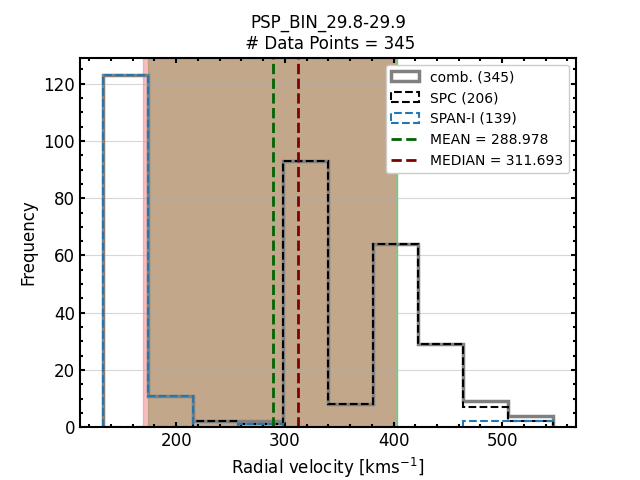 PSP_BIN_29.8-29.9
# Data Points = 345
comb. (345)
SPC (206)
SPAN-I (139)
MEAN = 288.978
MEDIAN = 311.693
Frequency
120
100
80
60
40
20
0
200 300 400 500
Radial velocity [kms⁻¹]